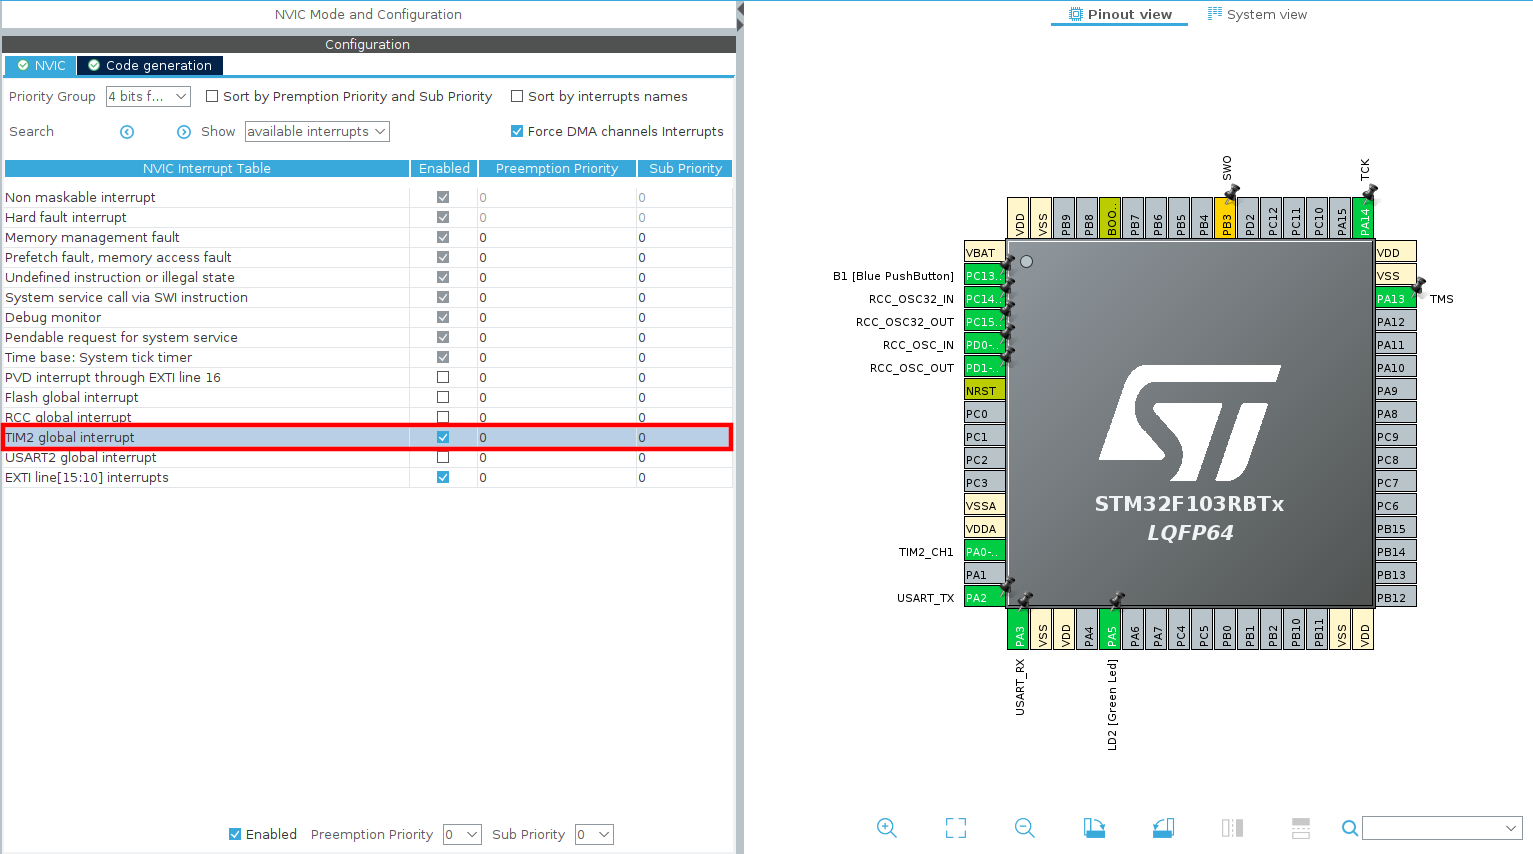 NVIC Mode and Configuration
Configuration
NVIC
Code generation
Priority Group
4 bits f...
Sort by Premption Priority and Sub Priority
Sort by interrupts names
Search
Show
available interrupts
Force DMA channels Interrupts
NVIC Interrupt Table Enabled Preemption Priority Sub Priority
Non maskable interrupt 0 0
Hard fault interrupt 0 0
Memory management fault 0 0
Prefetch fault, memory access fault 0 0
Undefined instruction or illegal state 0 0
System service call via SWI instruction 0 0
Debug monitor 0 0
Pendable request for system service 0 0
Time base: System tick timer 0 0
PVD interrupt through EXTI line 16 0 0
Flash global interrupt 0 0
RCC global interrupt 0 0
TIM2 global interrupt 0 0
USART2 global interrupt 0 0
EXTI line[15:10] interrupts 0 0
Enabled
Preemption Priority 0
Sub Priority 0
Pinout view
System view
SWO
TCK
VDD
VSS
PB9
PB8
BOO..
PB7
PB6
PB5
PB4
PB3
PD2
PC12
PC11
PC10
PA15
PA14
VBAT
B1 [Blue PushButton] PC13..
RCC_OSC32_IN PC14..
RCC_OSC32_OUT PC15..
RCC_OSC_IN PD0-..
RCC_OSC_OUT PD1-..
NRST
PC0
PC1
PC2
PC3
VSSA
VDDA
TIM2_CH1 PA0-..
PA1
USART_TX PA2
STM32F103RBTx
LQFP64
VDD
VSS
PA13 TMS
PA12
PA11
PA10
PA9
PA8
PC9
PC8
PC7
PC6
PB15
PB14
PB13
PB12
PA3
VSS
VDD
PA4
PA5
PA6
PA7
PC4
PC5
PB0
PB1
PB2
PB10
PB11
VSS
VDD
USART_RX
LD2 [Green Led]